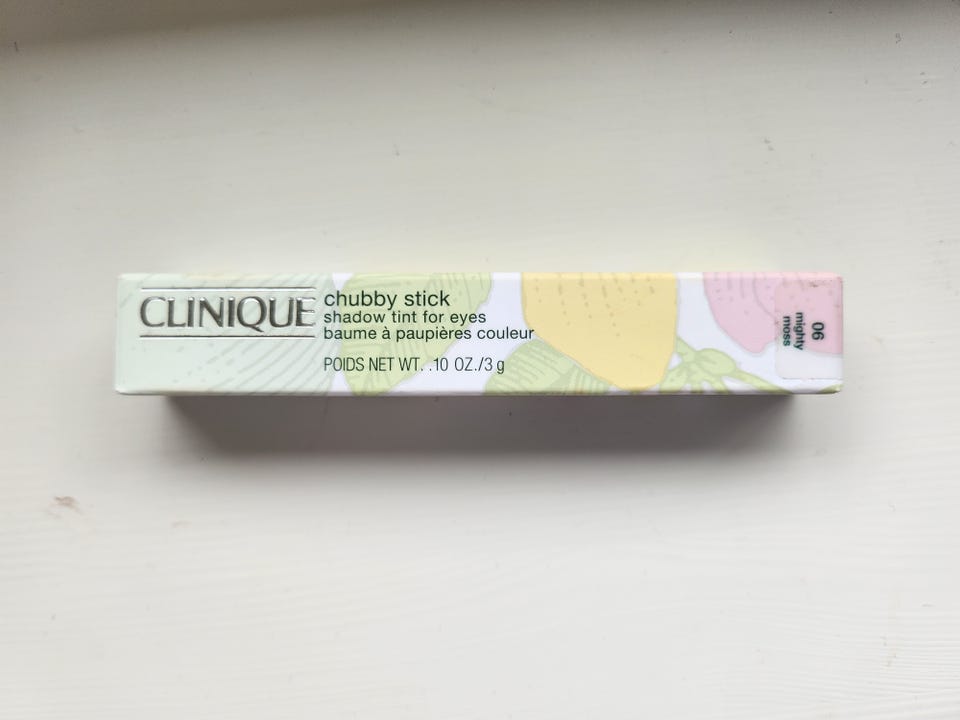 CLINIQUE
chubby stick
shadow tint for eyes
baume à paupières couleur
POIDS NET WT. .10 OZ./3 g
06
mighty
moss